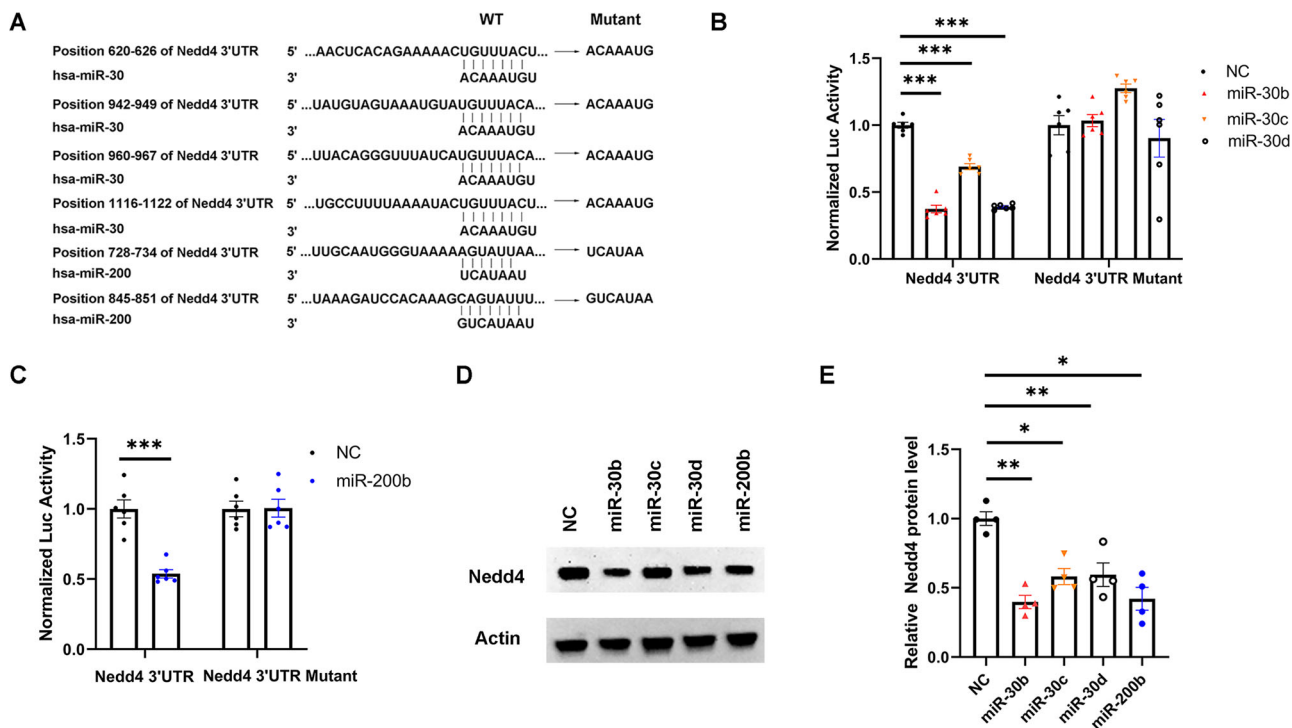 A
WT
Mutant
Position 620-626 of Nedd4 3'UTR 5' ...AACUCACAGAAAAACUGUUUACU... ACAAAUG
hsa-miR-30 3' ACAAAUGU
Position 942-949 of Nedd4 3'UTR 5' ...UAUGUAGUAAAUGUAUGUUUACA... ACAAAUG
hsa-miR-30 3' ACAAAUGU
Position 960-967 of Nedd4 3'UTR 5' ...UUACAGGGUUUAUCAUGUUUACA... ACAAAUG
hsa-miR-30 3' ACAAAUGU
Position 1116-1122 of Nedd4 3'UTR 5' ...UGCCUUUUAAAAUACUGUUUACU... ACAAAUG
hsa-miR-30 3' ACAAAUGU
Position 728-734 of Nedd4 3'UTR 5' ...UUGCAAUGGGUAAAAAGUAUUAA... UCAUAA
hsa-miR-200 3' UCAUAAU
Position 845-851 of Nedd4 3'UTR 5' ...UAAAGAUCCACAAAGCAGUAUUU... GUCAUAA
hsa-miR-200 3' GUCAUAAU
B
Normalized Luc Activity
1.5
1.0
0.5
0.0
***
***
***
Nedd4 3'UTR
Nedd4 3'UTR Mutant
NC
miR-30b
miR-30c
miR-30d
C
Normalized Luc Activity
1.5
1.0
0.5
0.0
***
Nedd4 3'UTR
Nedd4 3'UTR Mutant
NC
miR-200b
D
NC
miR-30b
miR-30c
miR-30d
miR-200b
Nedd4
Actin
E
Relative Nedd4 protein level
1.5
1.0
0.5
0.0
*
**
*
**
NC
miR-30b
miR-30c
miR-30d
miR-200b